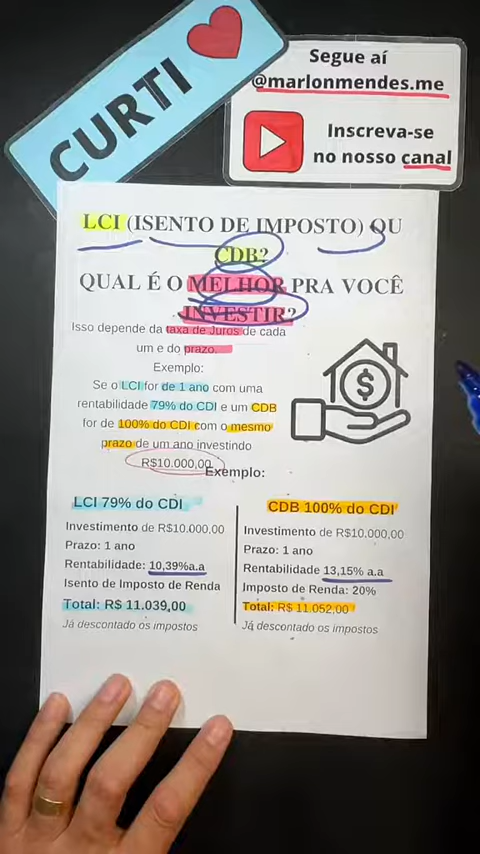 CURTI
Segue aí
@marlonmendes.me
Inscreva-se
no nosso canal
LCI (ISENTO DE IMPOSTO) OU
CDB?
QUAL É O MELHOR PRA VOCÊ
INVESTIR?
Isso depende da taxa de Juros de cada
um e do prazo.
Exemplo:
Se o LCI for de 1 ano com uma
rentabilidade 79% do CDI e um CDB
for de 100% do CDI com o mesmo
prazo de um ano investindo
R$10.000,00
Exemplo:
LCI 79% do CDI
Investimento de R$10.000,00
Prazo: 1 ano
Rentabilidade: 10,39%a.a
Isento de Imposto de Renda
Total: R$ 11.039,00
Já descontado os impostos
CDB 100% do CDI
Investimento de R$10.000,00
Prazo: 1 ano
Rentabilidade 13,15% a.a
Imposto de Renda: 20%
Total: R$ 11.052,00
Já descontado os impostos
$